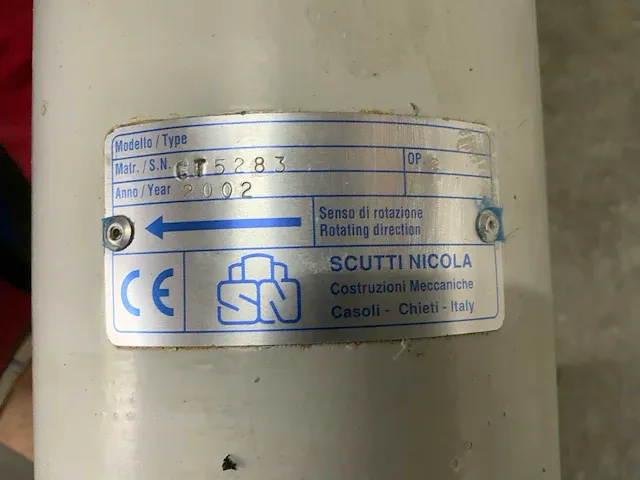 Modello / Type
Matr. / S.N. CT5283
OP
Anno / Year 2002
Senso di rotazione
Rotating direction
CE
SN
SCUTTI NICOLA
Costruzioni Meccaniche
Casoli - Chieti - Italy